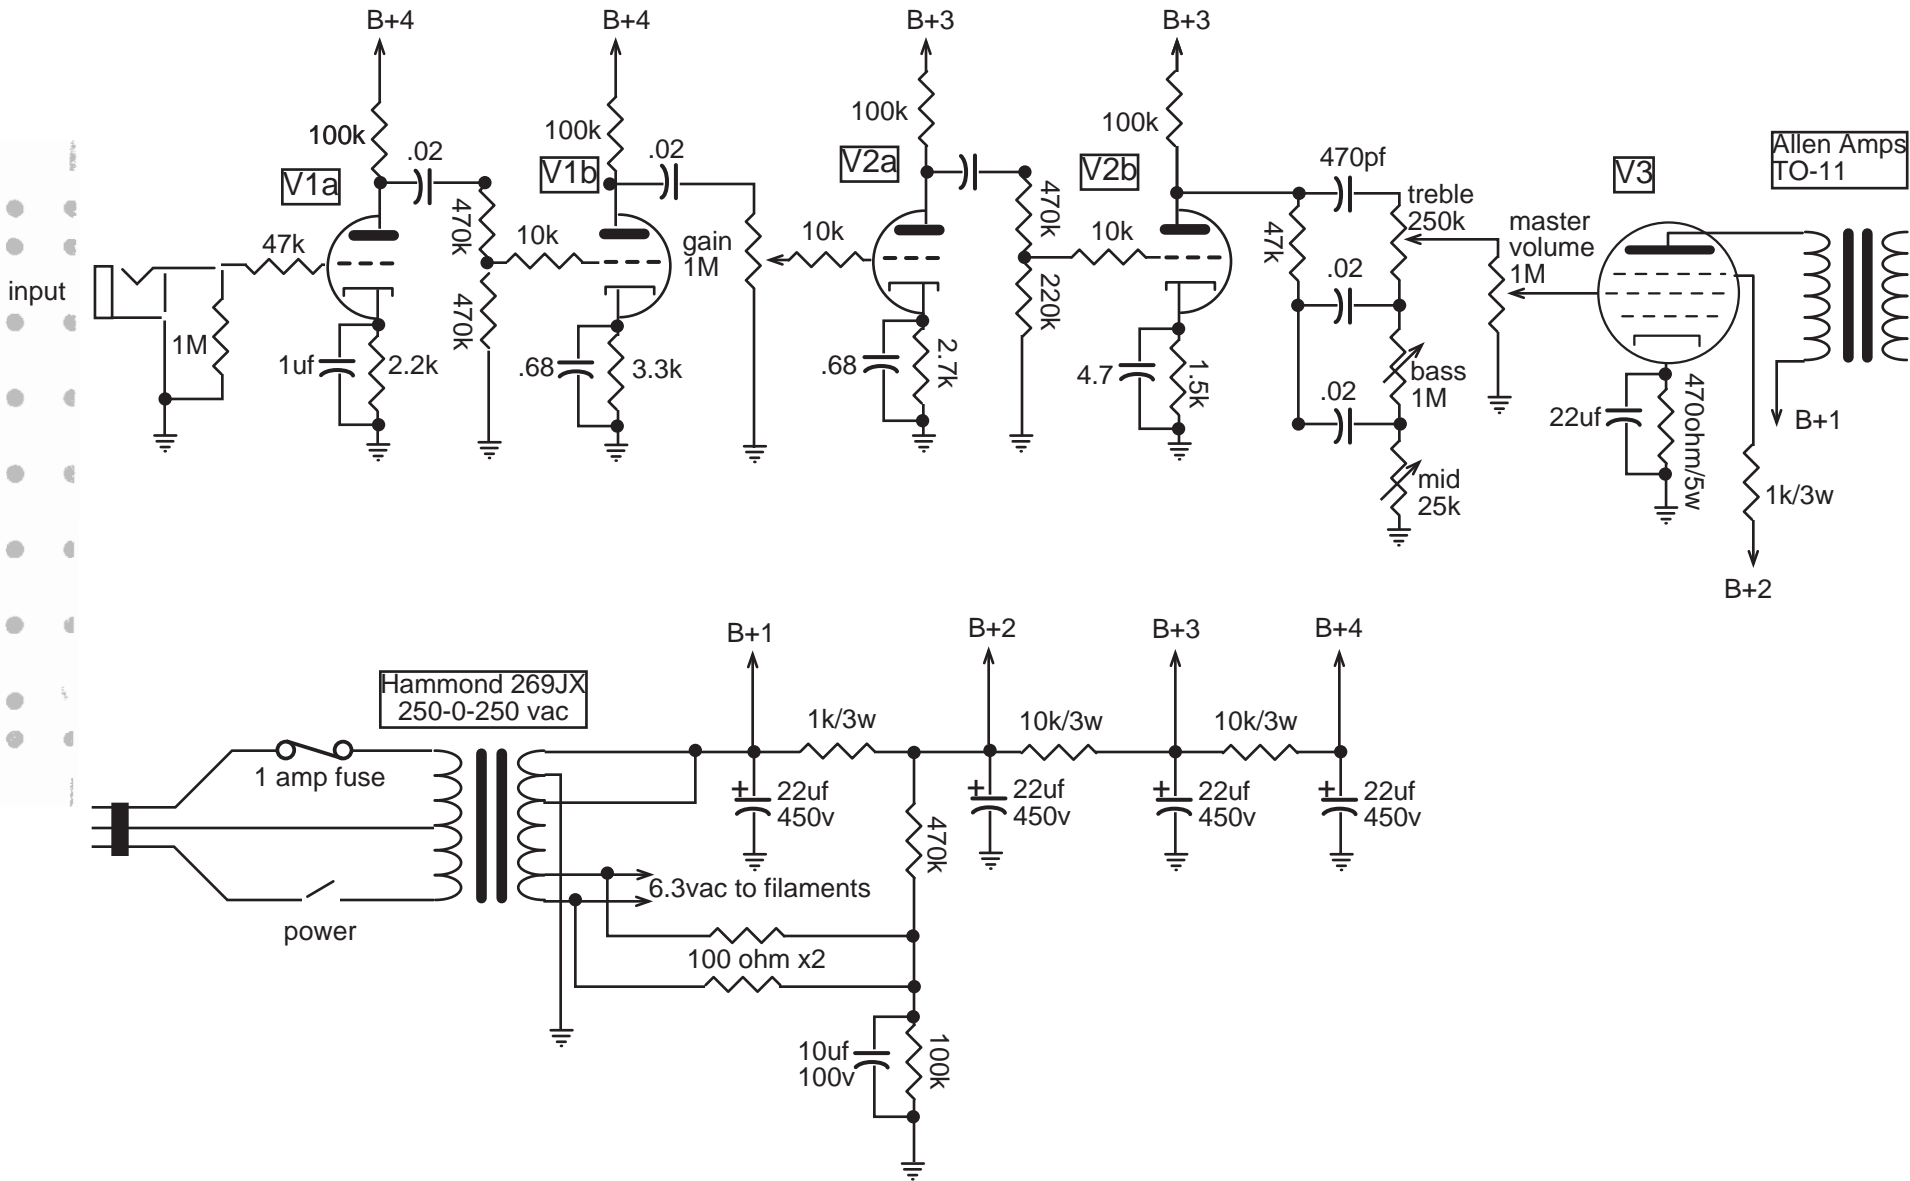 B+4
B+4
B+3
B+3
100k
100k
100k
100k
.02
.02
V1a
V1b
V2a
V2b
470pf
V3
Allen Amps
TO-11
treble
250k
master
volume
1M
470k
470k
47k
10k
gain
1M
10k
10k
47k
input
470k
220k
.02
1M
1uf
2.2k
.68
3.3k
.68
2.7k
4.7
1.5k
.02
bass
1M
22uf
470ohm/5w
B+1
mid
25k
1k/3w
B+2
B+1
B+2
B+3
B+4
Hammond 269JX
250-0-250 vac
1k/3w
10k/3w
10k/3w
1 amp fuse
+
22uf
450v
+
22uf
450v
+
22uf
450v
+
22uf
450v
470k
6.3vac to filaments
power
100 ohm x2
10uf
100v
100k